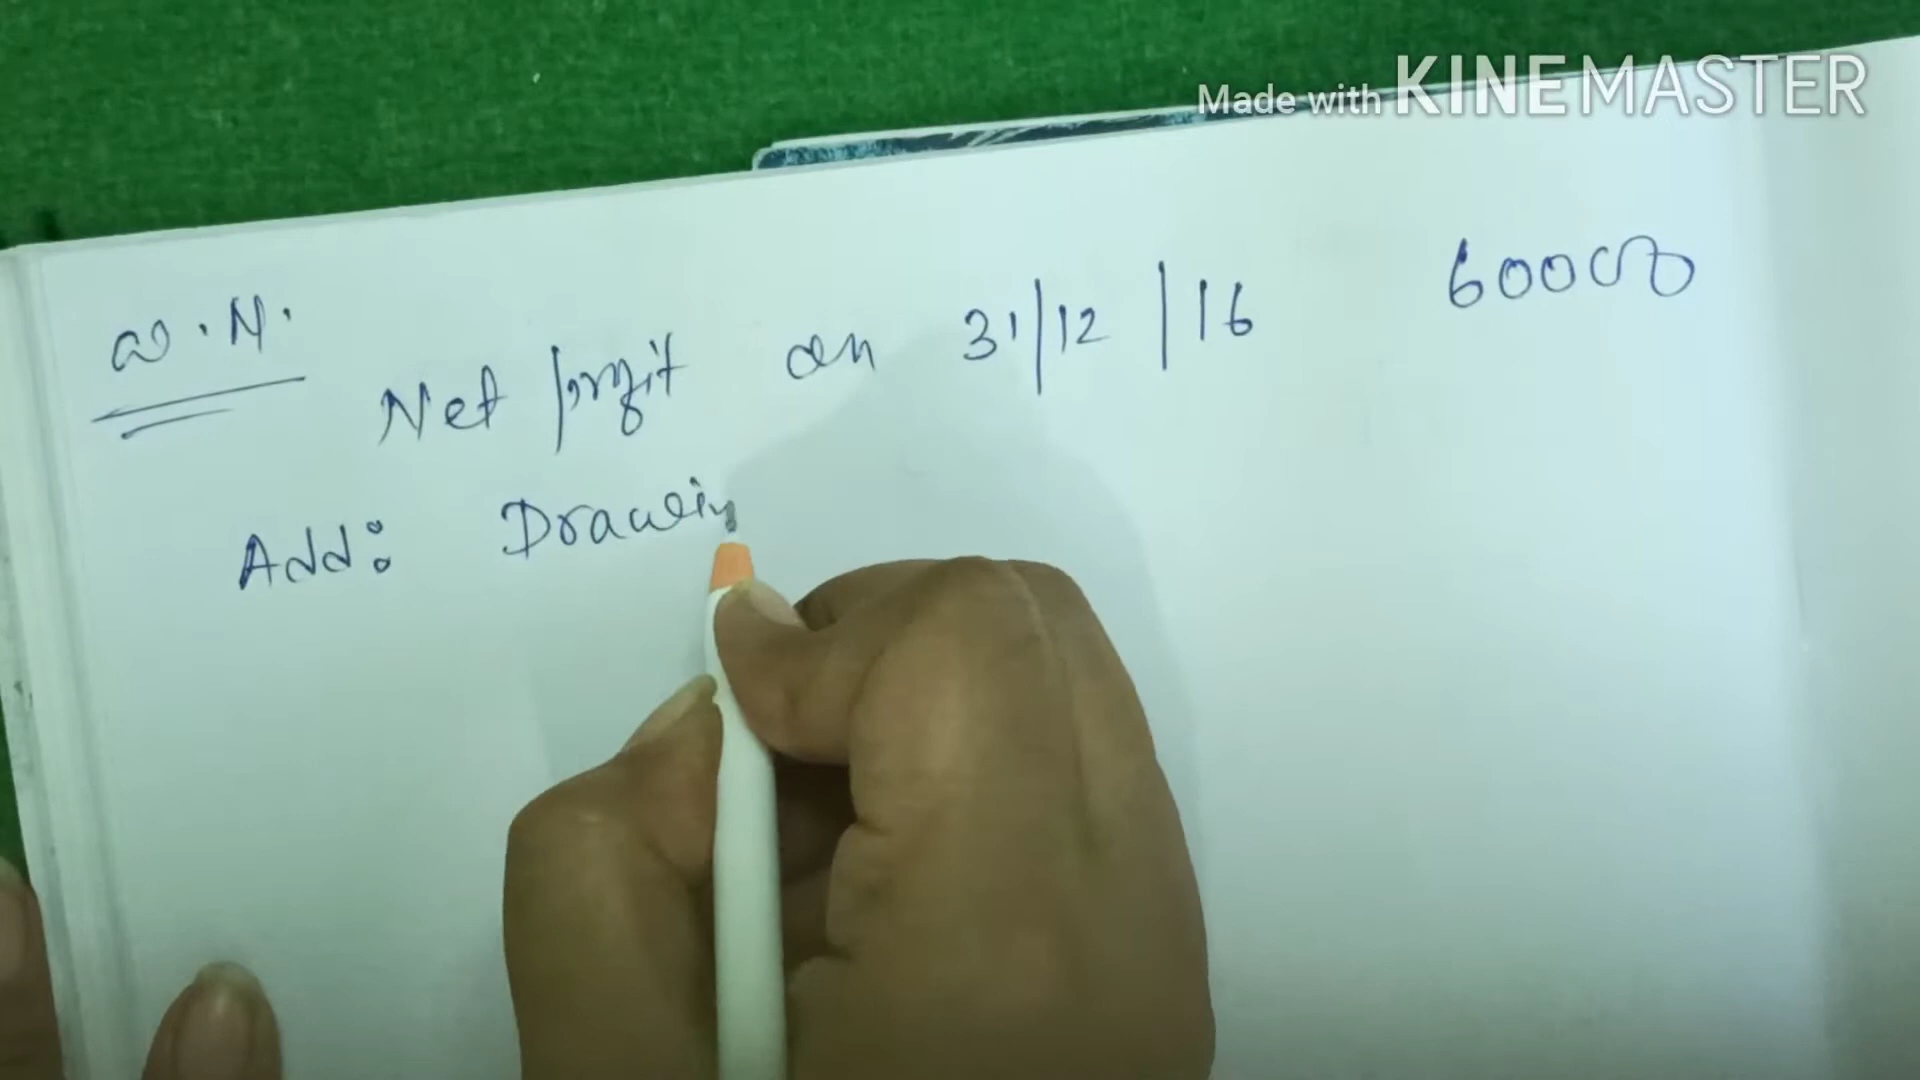 Made with KINEMASTER
W.N.
Net profit on 31/12/16 60000
Add: Drawin